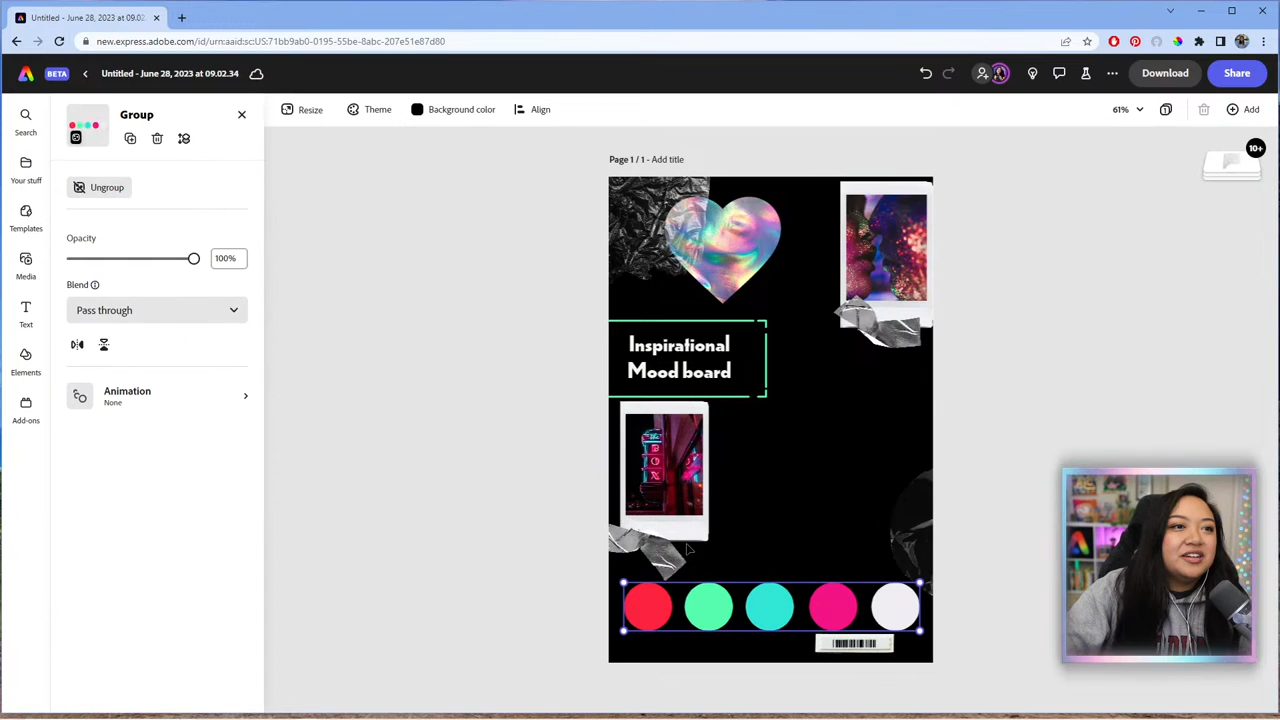 Untitled - June 28, 2023 at 09.02
new.express.adobe.com/id/urn:aaid:sc:US:71bb9ab0-0195-55be-8abc-207e51e87d80
BETA
Untitled - June 28, 2023 at 09.02.34
Download
Share
Search
Your stuff
Templates
Media
Text
Elements
Add-ons
Group
Ungroup
Opacity
100%
Blend
Pass through
Animation
None
Resize
Theme
Background color
Align
61%
1
Add
Page 1 / 1 - Add title
10+
Inspirational
Mood board